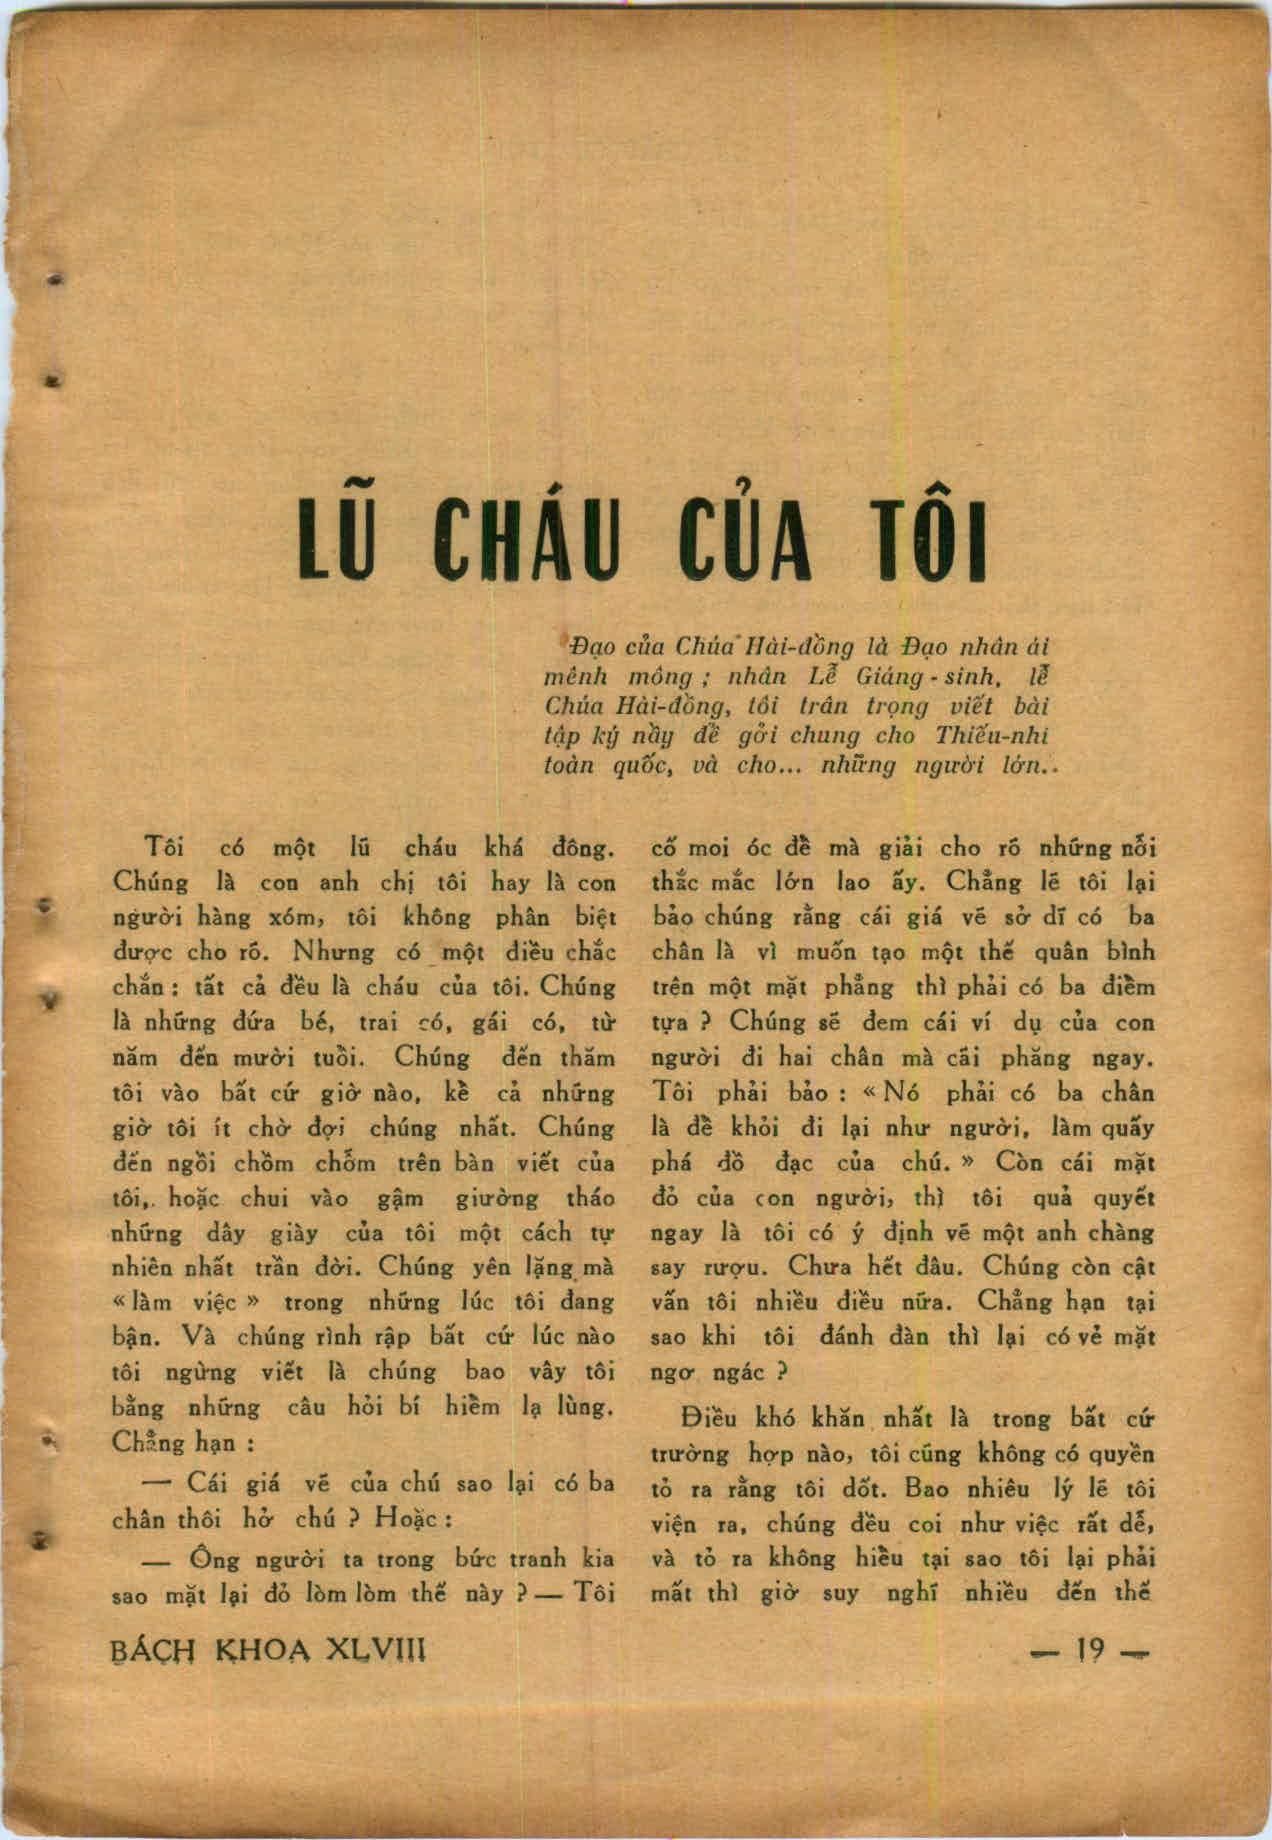 LŨ CHÁU CỦA TÔI
Đạo của Chúa Hài-đồng là Đạo nhân ái
mênh mông ; nhân Lễ Giáng - sinh, lễ
Chúa Hài-đồng, tôi trân trọng viết bài
tập ký nầy để gởi chung cho Thiếu-nhi
toàn quốc, và cho... những người lớn..
Tôi có một lũ cháu khá đông.
Chúng là con anh chị tôi hay là con
người hàng xóm, tôi không phân biệt
được cho rõ. Nhưng có một điều chắc
chắn : tất cả đều là cháu của tôi. Chúng
là những đứa bé, trai có, gái có, từ
năm đến mười tuổi. Chúng đến thăm
tôi vào bất cứ giờ nào, kể cả những
giờ tôi ít chờ đợi chúng nhất. Chúng
đến ngồi chồm chỗm trên bàn viết của
tôi, hoặc chui vào gậm giường tháo
những dây giày của tôi một cách tự
nhiên nhất trần đời. Chúng yên lặng mà
« làm việc » trong những lúc tôi đang
bận. Và chúng rình rập bất cứ lúc nào
tôi ngừng viết là chúng bao vây tôi
bằng những câu hỏi bí hiểm lạ lùng.
Chẳng hạn :
— Cái giá vẽ của chú sao lại có ba
chân thôi hở chú ? Hoặc :
— Ông người ta trong bức tranh kia
sao mặt lại đỏ lòm lòm thế này ? — Tôi
cố moi óc để mà giải cho rõ những nỗi
thắc mắc lớn lao ấy. Chẳng lẽ tôi lại
bảo chúng rằng cái giá vẽ sở dĩ có ba
chân là vì muốn tạo một thế quân bình
trên một mặt phẳng thì phải có ba điểm
tựa ? Chúng sẽ đem cái ví dụ của con
người đi hai chân mà cãi phăng ngay.
Tôi phải bảo : « Nó phải có ba chân
là để khỏi đi lại như người, làm quấy
phá đồ đạc của chú. » Còn cái mặt
đỏ của con người, thì tôi quả quyết
ngay là tôi có ý định vẽ một anh chàng
say rượu. Chưa hết đâu. Chúng còn cật
vấn tôi nhiều điều nữa. Chẳng hạn tại
sao khi tôi đánh đàn thì lại có vẻ mặt
ngơ ngác ?
Điều khó khăn nhất là trong bất cứ
trường hợp nào, tôi cũng không có quyền
tỏ ra rằng tôi dốt. Bao nhiêu lý lẽ tôi
viện ra, chúng đều coi như việc rất dễ,
và tỏ ra không hiểu tại sao tôi lại phải
mất thì giờ suy nghĩ nhiều đến thế
BÁCH KHOA XLVIII
— 19 —